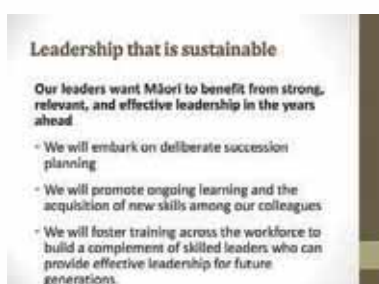 Leadership that is sustainable
Our leaders want Māori to benefit from strong,
relevant, and effective leadership in the years
ahead
- We will embark on deliberate succession
planning
- We will promote ongoing learning and the
acquisition of new skills among our colleagues
- We will foster training across the workforce to
build a complement of skilled leaders who can
provide effective leadership for future
generations.